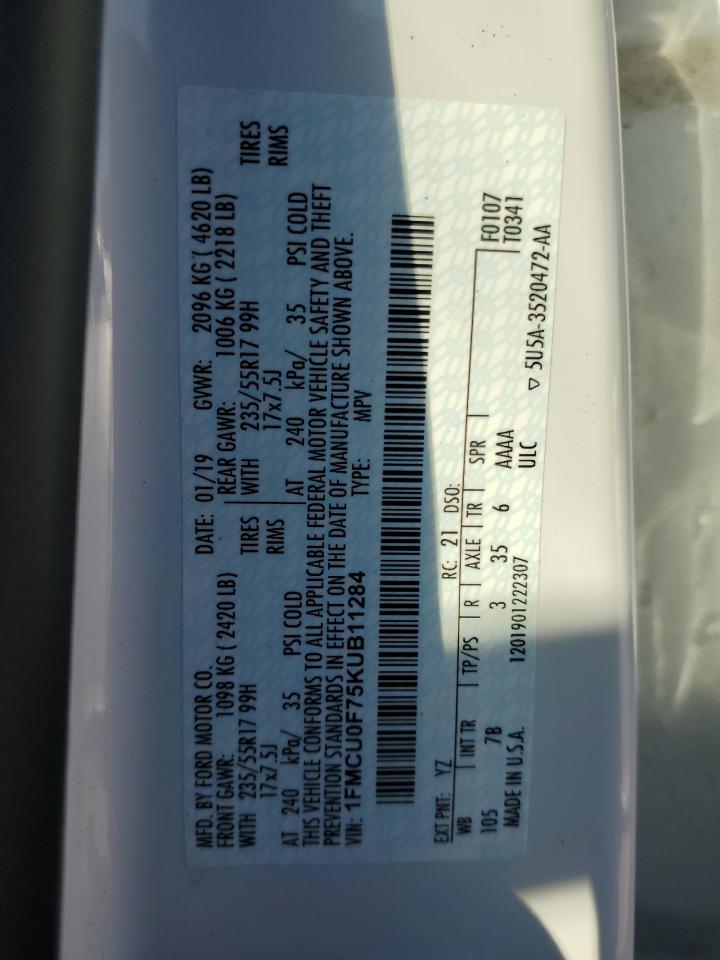 MFD. BY FORD MOTOR CO. DATE: 01/19 GVWR: 2096 KG ( 4620 LB)
FRONT GAWR: 1098 KG ( 2420 LB) REAR GAWR: 1006 KG ( 2218 LB)
WITH 235/55R17 99H TIRES WITH 235/55R17 99H TIRES
17x7.5J RIMS 17x7.5J RIMS
AT 240 kPa/ 35 PSI COLD AT 240 kPa/ 35 PSI COLD
THIS VEHICLE CONFORMS TO ALL APPLICABLE FEDERAL MOTOR VEHICLE SAFETY AND THEFT
PREVENTION STANDARDS IN EFFECT ON THE DATE OF MANUFACTURE SHOWN ABOVE.
VIN: 1FMCU0F75KUB11284 TYPE: MPV
EXT PNT: YZ RC: 21 DSO:
WB INT TR TP/PS R AXLE TR SPR F0107
105 7B 3 35 6 AAAA T0341
MADE IN U.S.A. 1201901222307 ULC ▽ 5U5A-3520472-AA